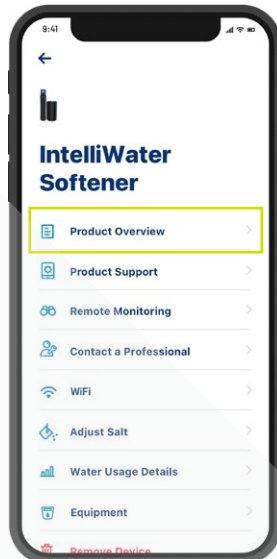 9:41
IntelliWater
Softener
Product Overview
Product Support
Remote Monitoring
Contact a Professional
WiFi
Adjust Salt
Water Usage Details
Equipment
Remove Device